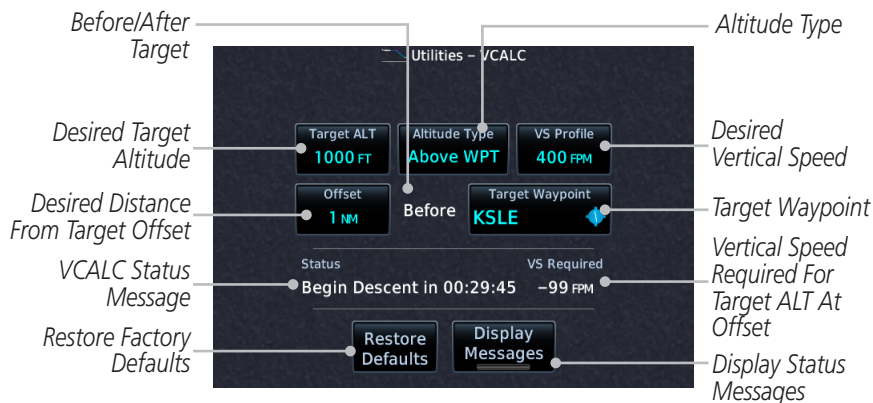 Before/After
Target
Altitude Type
Utilities – VCALC
Desired Target
Altitude
Target ALT
1000 FT
Altitude Type
Above WPT
VS Profile
400 FPM
Desired
Vertical Speed
Desired Distance
From Target Offset
Offset
1 NM
Before
Target Waypoint
KSLE
Target Waypoint
VCALC Status
Message
Status
Begin Descent in 00:29:45
VS Required
−99 FPM
Vertical Speed
Required For
Target ALT At
Offset
Restore Factory
Defaults
Restore
Defaults
Display
Messages
Display Status
Messages